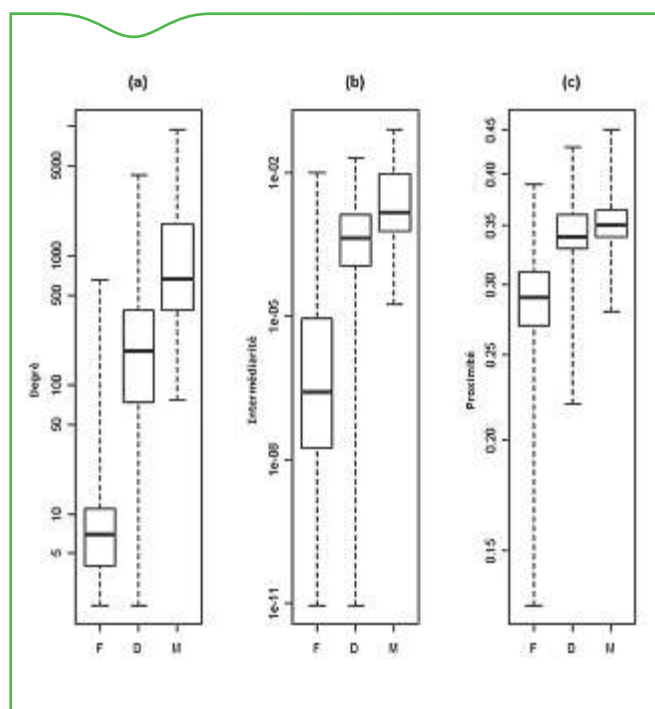 (a)
Degré
5000
1000
500
100
50
10
5
F D M
(b)
Intermédiarité
1e-02
1e-05
1e-08
1e-11
F D M
(c)
Proximité
0.45
0.40
0.35
0.30
0.25
0.20
0.15
F D M